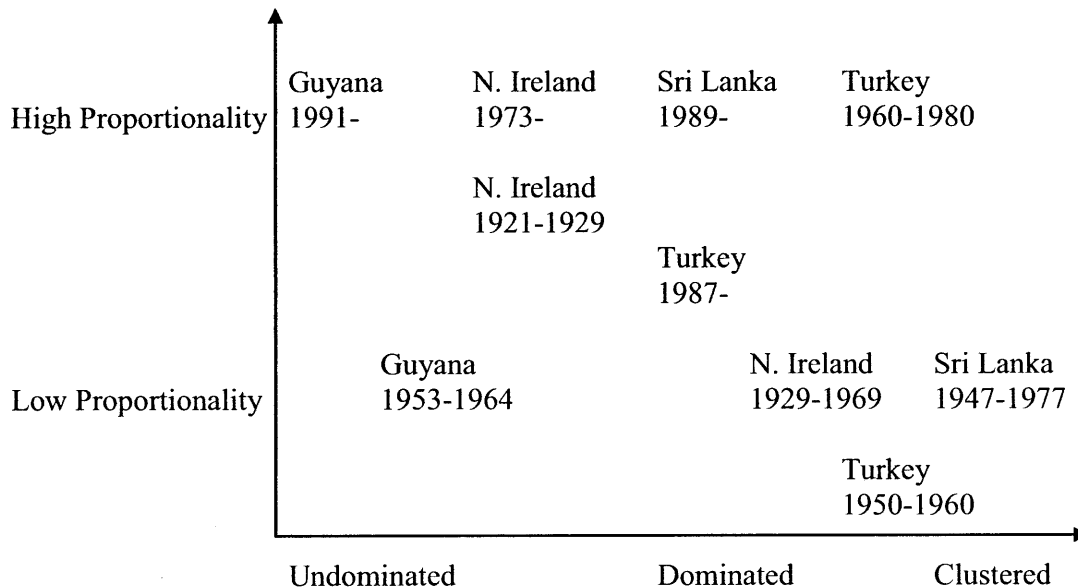 Guyana N. Ireland Sri Lanka Turkey
High Proportionality 1991- 1973- 1989- 1960-1980
N. Ireland
1921-1929
Turkey
1987-
Guyana N. Ireland Sri Lanka
Low Proportionality 1953-1964 1929-1969 1947-1977
Turkey
1950-1960
Undominated Dominated Clustered